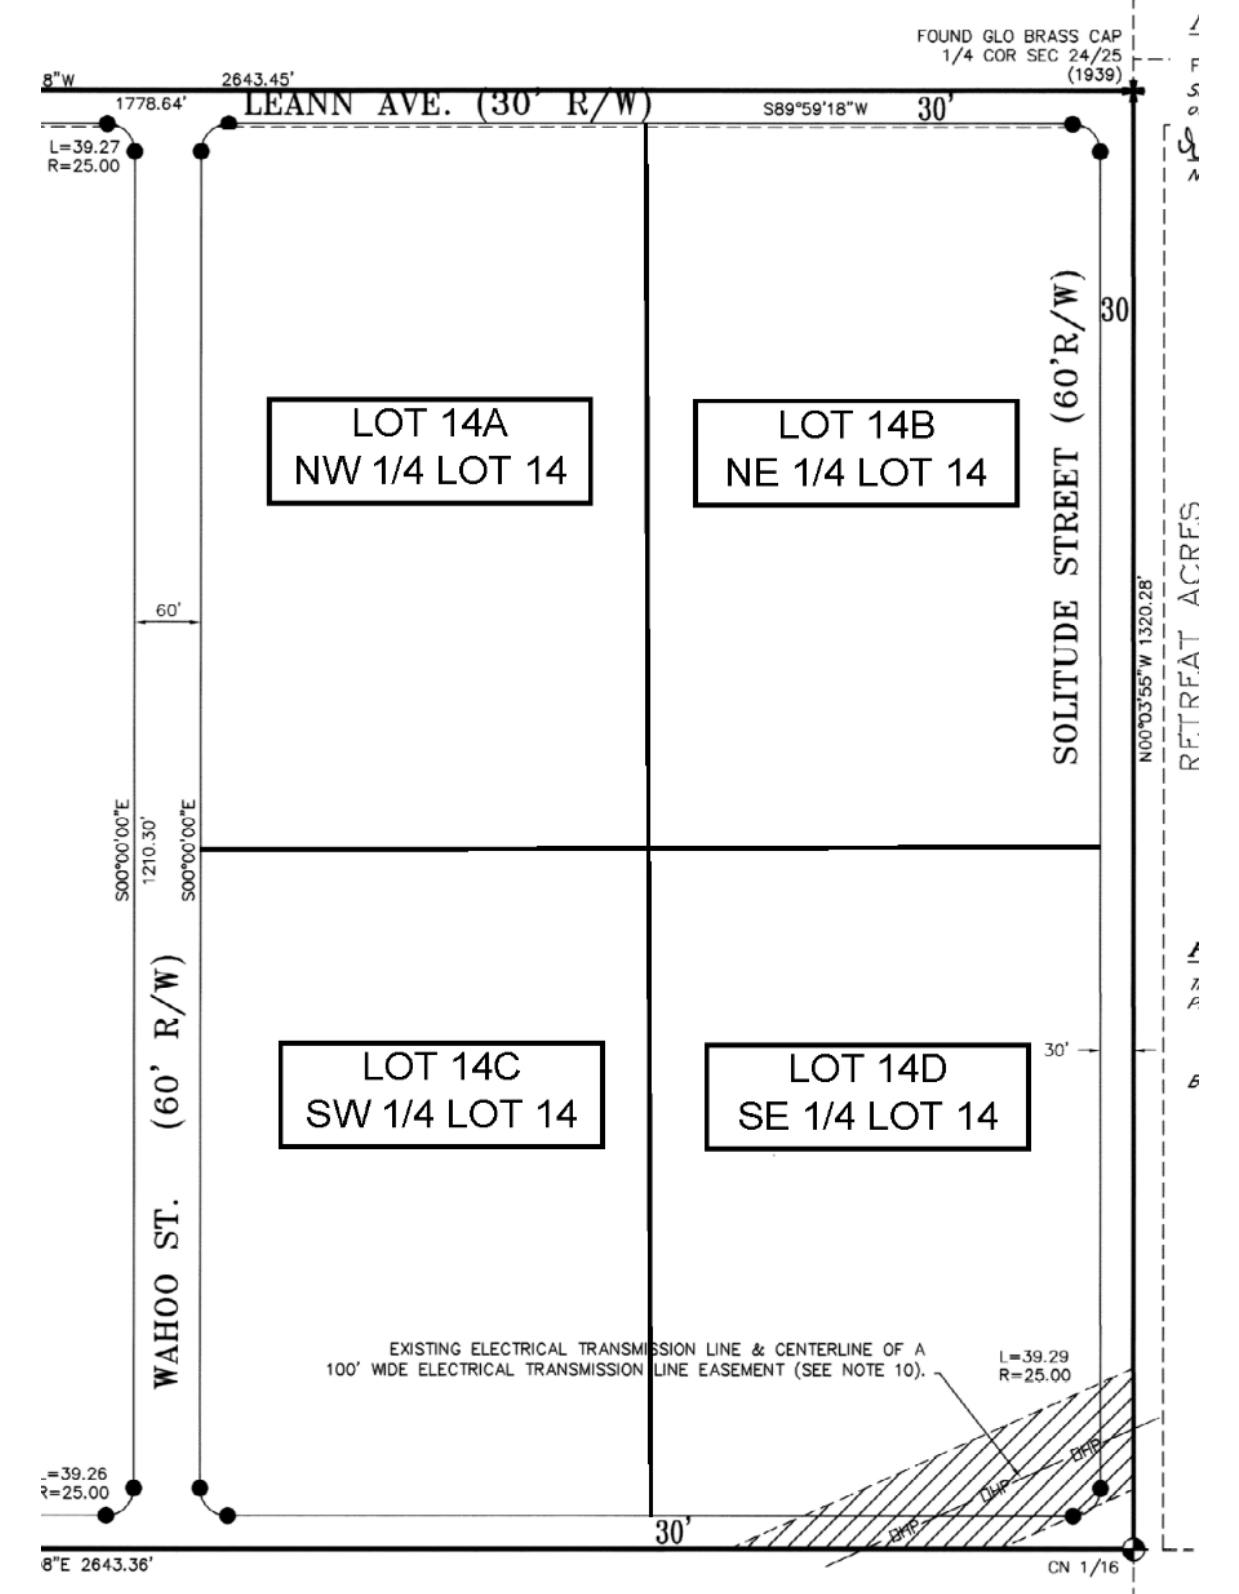 FOUND GLO BRASS CAP
1/4 COR SEC 24/25
(1939)
8"W
2643.45'
1778.64'
LEANN AVE. (30' R/W)
S89°59'18"W
30'
L=39.27
R=25.00
SOLITUDE STREET (60'R/W)
30
LOT 14A
NW 1/4 LOT 14
LOT 14B
NE 1/4 LOT 14
60'
N00°03'55"W 1320.28'
RETREAT ACRES
S00°00'00"E
1210.30'
S00°00'00"E
WAHOO ST. (60' R/W)
LOT 14C
SW 1/4 LOT 14
LOT 14D
SE 1/4 LOT 14
30'
EXISTING ELECTRICAL TRANSMISSION LINE & CENTERLINE OF A
100' WIDE ELECTRICAL TRANSMISSION LINE EASEMENT (SEE NOTE 10).
L=39.29
R=25.00
OHP
OHP
OHP
=39.26
R=25.00
30'
8"E 2643.36'
CN 1/16